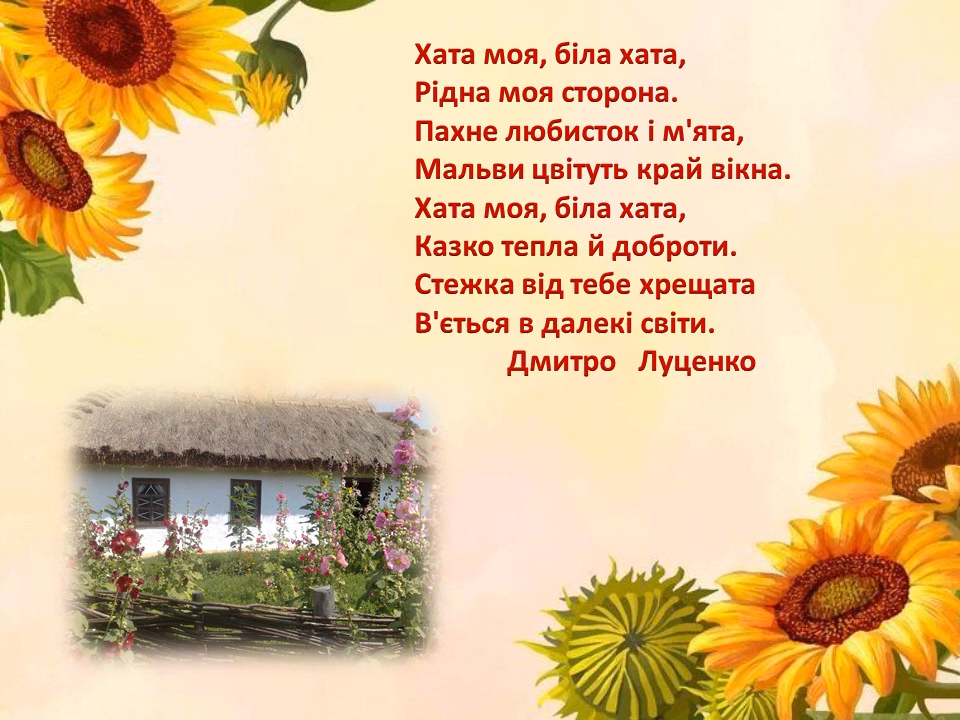 Хата моя, біла хата,
Рідна моя сторона.
Пахне любисток і м'ята,
Мальви цвітуть край вікна.
Хата моя, біла хата,
Казко тепла й доброти.
Стежка від тебе хрещата
В'ється в далекі світи.
Дмитро Луценко